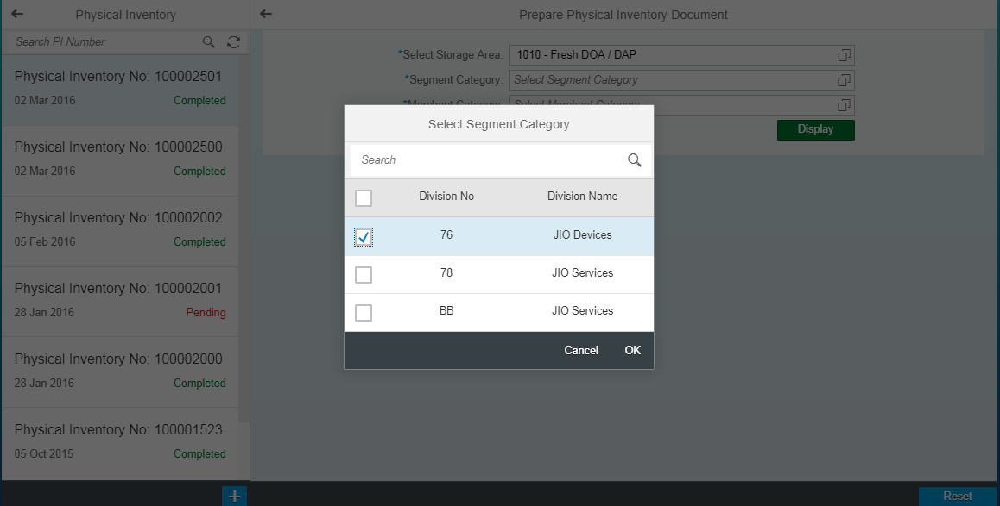 Physical Inventory
Search PI Number
Physical Inventory No: 100002501
02 Mar 2016 Completed
Physical Inventory No: 100002500
02 Mar 2016 Completed
Physical Inventory No: 100002002
05 Feb 2016 Completed
Physical Inventory No: 100002001
28 Jan 2016 Pending
Physical Inventory No: 100002000
28 Jan 2016 Completed
Physical Inventory No: 100001523
05 Oct 2015 Completed
Prepare Physical Inventory Document
*Select Storage Area: 1010 - Fresh DOA / DAP
*Segment Category: Select Segment Category
*Merchant Category: Select Merchant Category
Display
Select Segment Category
Search
Division No Division Name
76 JIO Devices
78 JIO Services
BB JIO Services
Cancel OK
Reset